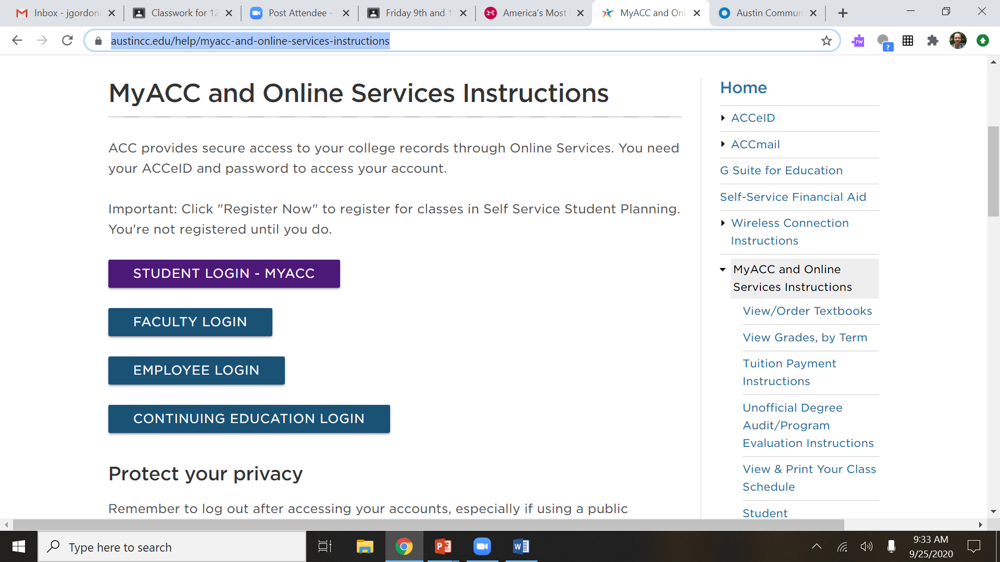 Inbox - jgordon
Classwork for 12
Post Attendee -
Friday 9th and 1
America's Most
MyACC and Onl
Austin Commun
austincc.edu/help/myacc-and-online-services-instructions
rw
?
MyACC and Online Services Instructions
ACC provides secure access to your college records through Online Services. You need
your ACCeID and password to access your account.
Important: Click "Register Now" to register for classes in Self Service Student Planning.
You're not registered until you do.
STUDENT LOGIN - MYACC
FACULTY LOGIN
EMPLOYEE LOGIN
CONTINUING EDUCATION LOGIN
Protect your privacy
Remember to log out after accessing your accounts, especially if using a public
Home
ACCeID
ACCmail
G Suite for Education
Self-Service Financial Aid
Wireless Connection
Instructions
MyACC and Online
Services Instructions
View/Order Textbooks
View Grades, by Term
Tuition Payment
Instructions
Unofficial Degree
Audit/Program
Evaluation Instructions
View & Print Your Class
Schedule
Student
Type here to search
9:33 AM
9/25/2020